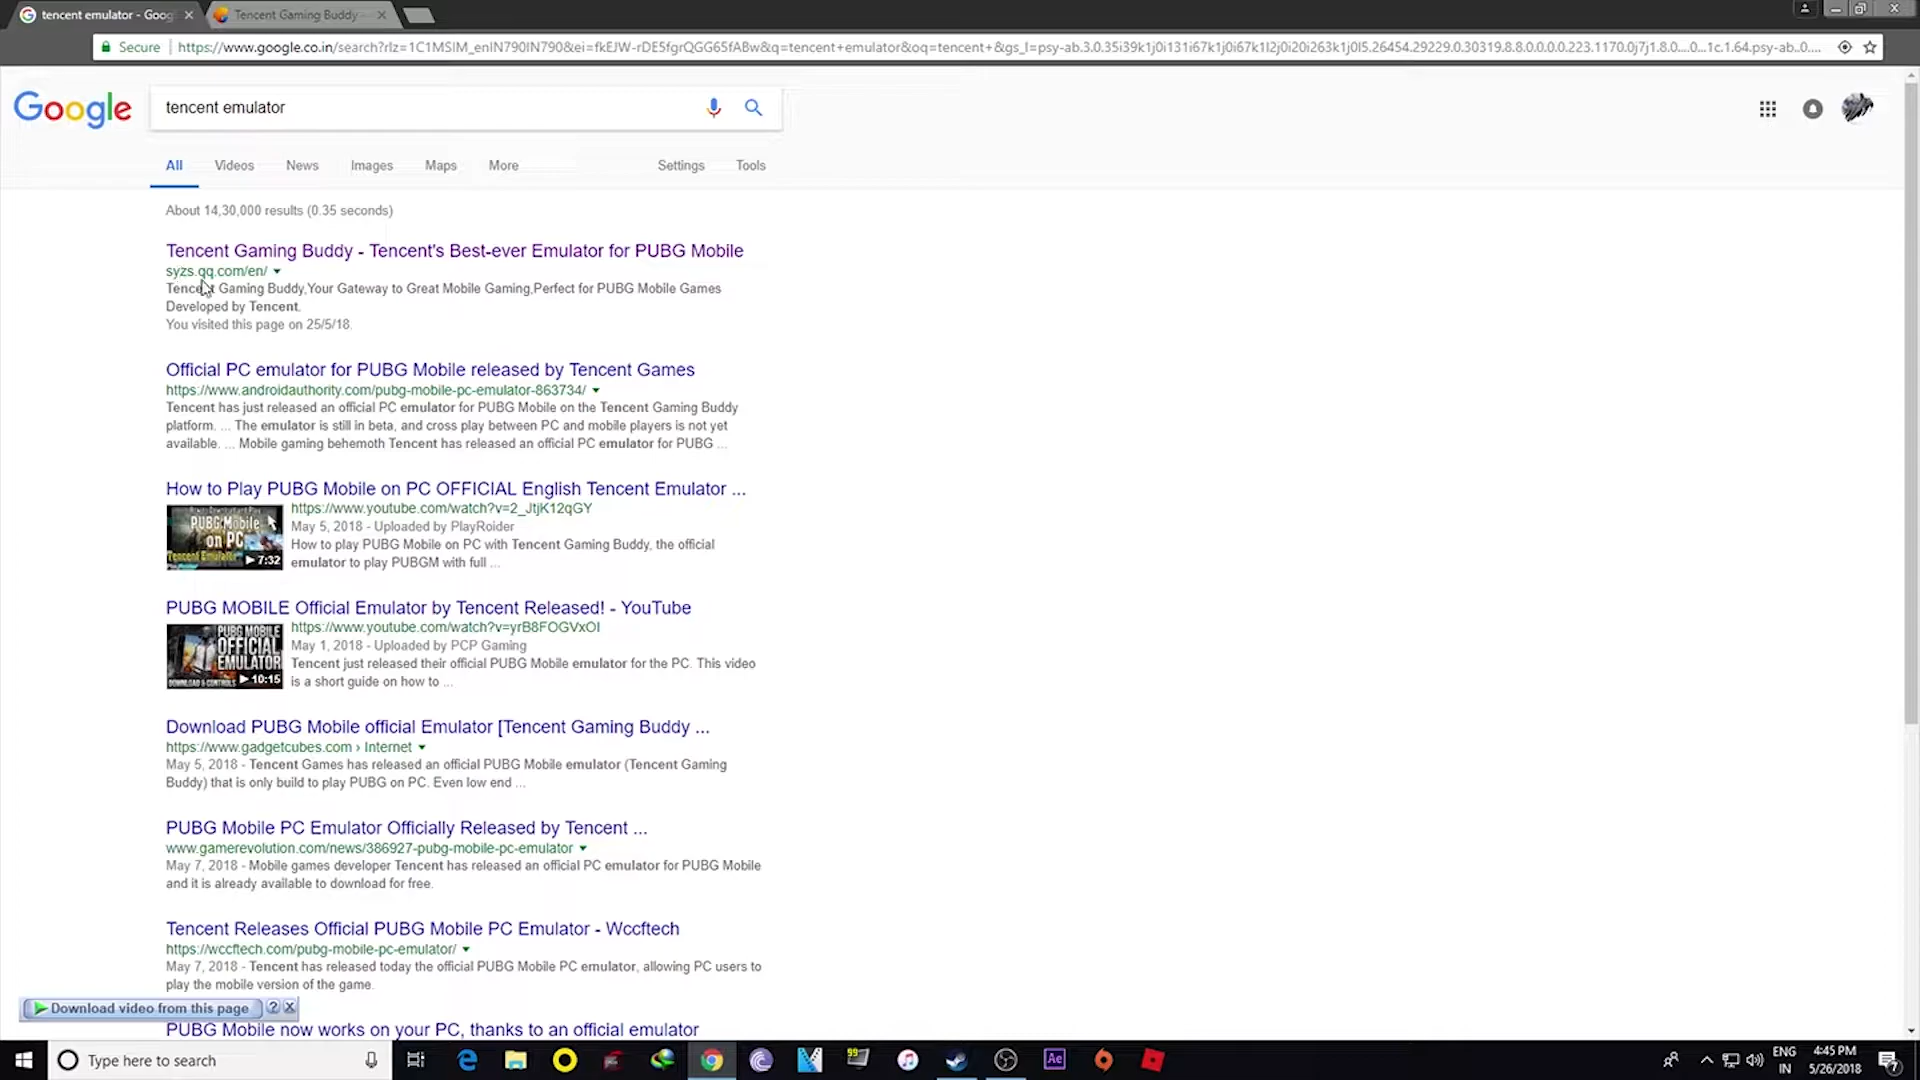 tencent emulator - Goog
Tencent Gaming Buddy -
Secure
https://www.google.co.in/search?rlz=1C1MSIM_enIN790IN790&ei=fkEJW-rDE5fgrQGG65fABw&q=tencent+emulator&oq=tencent+&gs_l=psy-ab.3.0.35i39k1j0i131i67k1j0i67k1l2j0i20i263k1j0l5.26454.29229.0.30319.8.8.0.0.0.0.223.1170.0j7j1.8.0....0...1c.1.64.psy-ab..0....
Google
tencent emulator
All Videos News Images Maps More Settings Tools
About 14,30,000 results (0.35 seconds)
Tencent Gaming Buddy - Tencent's Best-ever Emulator for PUBG Mobile
syzs.qq.com/en/
Tencent Gaming Buddy,Your Gateway to Great Mobile Gaming,Perfect for PUBG Mobile Games
Developed by Tencent.
You visited this page on 25/5/18.
Official PC emulator for PUBG Mobile released by Tencent Games
https://www.androidauthority.com/pubg-mobile-pc-emulator-863734/
Tencent has just released an official PC emulator for PUBG Mobile on the Tencent Gaming Buddy
platform. ... The emulator is still in beta, and cross play between PC and mobile players is not yet
available. ... Mobile gaming behemoth Tencent has released an official PC emulator for PUBG ...
How to Play PUBG Mobile on PC OFFICIAL English Tencent Emulator ...
https://www.youtube.com/watch?v=2_JtjK12qGY
May 5, 2018 - Uploaded by PlayRoider
How to play PUBG Mobile on PC with Tencent Gaming Buddy, the official
emulator to play PUBGM with full ...
PUBG Mobile
on PC
Tencent Emulator
7:32
PUBG MOBILE Official Emulator by Tencent Released! - YouTube
https://www.youtube.com/watch?v=yrB8FOGVxOI
May 1, 2018 - Uploaded by PCP Gaming
Tencent just released their official PUBG Mobile emulator for the PC. This video
is a short guide on how to ...
PUBG MOBILE
OFFICIAL
EMULATOR
DOWNLOAD & CONTROLS
10:15
Download PUBG Mobile official Emulator [Tencent Gaming Buddy ...
https://www.gadgetcubes.com › Internet
May 5, 2018 - Tencent Games has released an official PUBG Mobile emulator (Tencent Gaming
Buddy) that is only build to play PUBG on PC. Even low end ...
PUBG Mobile PC Emulator Officially Released by Tencent ...
www.gamerevolution.com/news/386927-pubg-mobile-pc-emulator
May 7, 2018 - Mobile games developer Tencent has released an official PC emulator for PUBG Mobile
and it is already available to download for free.
Tencent Releases Official PUBG Mobile PC Emulator - Wccftech
https://wccftech.com/pubg-mobile-pc-emulator/
May 7, 2018 - Tencent has released today the official PUBG Mobile PC emulator, allowing PC users to
play the mobile version of the game.
Download video from this page ?
PUBG Mobile now works on your PC, thanks to an official emulator
Type here to search
99
Ae
ENG
IN
4:45 PM
5/26/2018
7